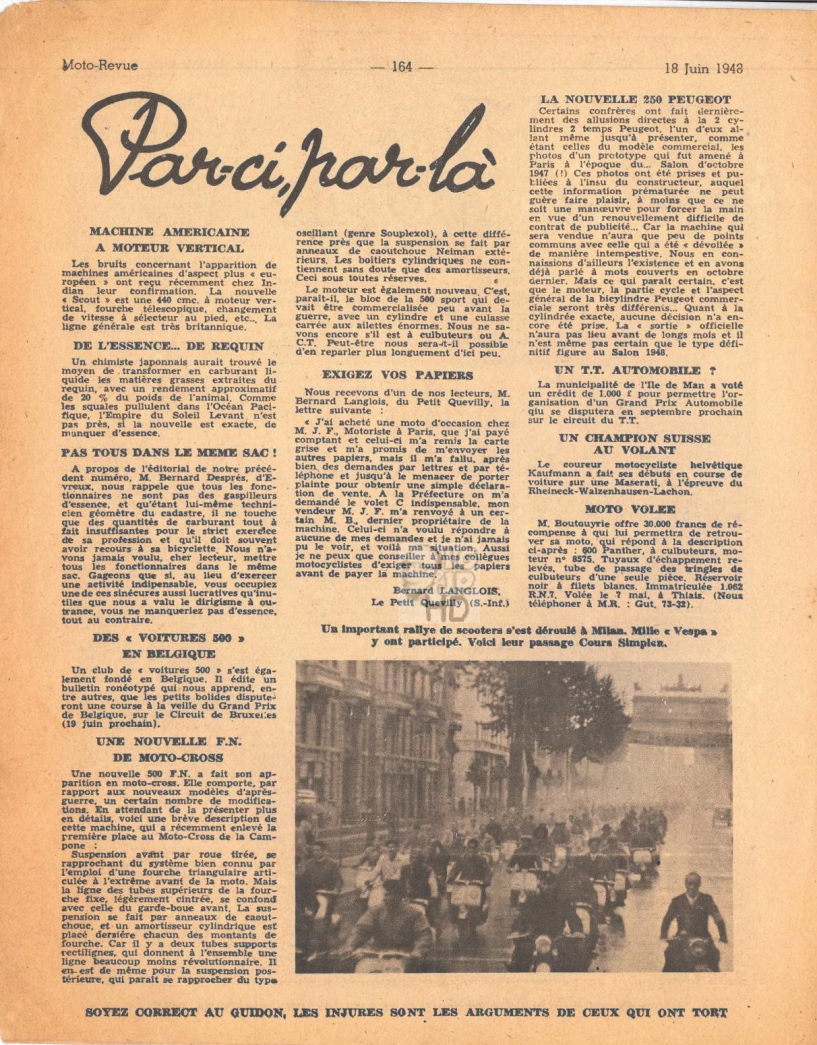 Moto-Revue — 164 — 18 Juin 1948
Par-ci, par-là
MACHINE AMERICAINE
A MOTEUR VERTICAL
Les bruits concernant l'apparition de
machines américaines d'aspect plus « eu-
ropéen » ont reçu récemment chez In-
dian leur confirmation. La nouvelle
« Scout » est une 440 cmc. à moteur ver-
tical, fourche télescopique, changement
de vitesse à sélecteur au pied, etc... La
ligne générale est très britannique.
DE L'ESSENCE... DE REQUIN
Un chimiste japonnais aurait trouvé le
moyen de transformer en carburant li-
quide les matières grasses extraites du
requin, avec un rendement approximatif
de 20 % du poids de l'animal. Comme
les squales pullulent dans l'Océan Paci-
fique, l'Empire du Soleil Levant n'est
pas près, si la nouvelle est exacte, de
manquer d'essence.
PAS TOUS DANS LE MEME SAC !
A propos de l'éditorial de notre précé-
dent numéro, M. Bernard Després, d'E-
vreux, nous rappele que tous les fonc-
tionnaires ne sont pas des gaspilleurs
d'essence, et qu'étant lui-même techni-
cien géomètre du cadastre, il ne touche
que des quantités de carburant tout à
fait insuffisantes pour le strict exercice
de sa profession et qu'il doit souvent
avoir recours à sa bicyclette. Nous n'a-
vons jamais voulu, cher lecteur, mettre
tous les fonctionnaires dans le même
sac. Gageons que si, au lieu d'exercer
une activité indipensable, vous occupiez
une de ces sinécures aussi lucratives qu'inu-
tiles que nous a valu le dirigisme à ou-
trance, vous ne manqueriez pas d'essence,
tout au contraire.
DES « VOITURES 500 »
EN BELGIQUE
Un club de « voitures 500 » s'est éga-
lement fondé en Belgique. Il édite un
bulletin ronéotypé qui nous apprend, en-
tre autres, que les petits bolides dispute-
ront une course à la veille du Grand Prix
de Belgique, sur le Circuit de Bruxelles
(19 juin prochain).
UNE NOUVELLE F.N.
DE MOTO-CROSS
Une nouvelle 500 F.N. a fait son ap-
parition en moto-cross. Elle comporte, par
rapport aux nouveaux modèles d'après-
guerre, un certain nombre de modifica-
tions. En attendant de la présenter plus
en détails, voici une brève description de
cette machine, qui a récemment enlevé la
première place au Moto-Cross de la Cam-
pone :
Suspension avant par roue tirée, se
rapprochant du système bien connu par
l'emploi d'une fourche triangulaire arti-
culée à l'extrême avant de la moto. Mais
la ligne des tubes supérieurs de la four-
che fixe, légèrement cintrée, se confond
avec celle du garde-boue avant. La sus-
pension se fait par anneaux de caout-
chouc, et un amortisseur cylindrique est
placé derrière chacun des montants de
fourche. Car il y a deux tubes supports
rectilignes, qui donnent à l'ensemble une
ligne beaucoup moins révolutionnaire. Il
en est de même pour la suspension pos-
térieure, qui paraît se rapprocher du type
oscillant (genre Souplexol), à cette diffé-
rence près que la suspension se fait par
anneaux de caoutchouc Neiman exté-
rieurs. Les boîtiers cylindriques ne con-
tiennent sans doute que des amortisseurs.
Ceci sous toutes réserves.
Le moteur est également nouveau. C'est,
paraît-il, le bloc de la 500 sport qui de-
vait être commercialisée peu avant la
guerre, avec un cylindre et une culasse
carrée aux ailettes énormes. Nous ne sa-
vons encore s'il est à culbuteurs ou A.
C.T. Peut-être nous sera-t-il possible
d'en reparler plus longuement d'ici peu.
EXIGEZ VOS PAPIERS
Nous recevons d'un de nos lecteurs, M.
Bernard Langlois, du Petit Quevilly, la
lettre suivante :
« J'ai acheté une moto d'occasion chez
M. J. F., Motoriste à Paris, que j'ai payé
comptant et celui-ci m'a remis la carte
grise et m'a promis de m'envoyer les
autres papiers, mais il m'a fallu, après
bien des demandes par lettres et par té-
léphone et jusqu'à le menacer de porter
plainte pour obtenir une simple déclara-
tion de vente. A la Préfecture on m'a
demandé le volet C indispensable, mon
vendeur M. J. F. m'a renvoyé à un cer-
tain M. B., dernier propriétaire de la
machine. Celui-ci n'a voulu répondre à
aucune de mes demandes et je n'ai jamais
pu le voir, et voilà ma situation. Aussi
je ne peux que conseiller à mes collègues
motocyclistes d'exiger tous les papiers
avant de payer la machine.
Bernard LANGLOIS,
Le Petit Quevilly (S.-Inf.)
LA NOUVELLE 250 PEUGEOT
Certains confrères ont fait dernière-
ment des allusions directes à la 2 cy-
lindres 2 temps Peugeot, l'un d'eux al-
lant même jusqu'à présenter, comme
étant celles du modèle commercial, les
photos d'un prototype qui fut amené à
Paris à l'époque du... Salon d'octobre
1947 (!) Ces photos ont été prises et pu-
bliées à l'insu du constructeur, auquel
cette information prématurée ne peut
guère faire plaisir, à moins que ce ne
soit une manœuvre pour forcer la main
en vue d'un renouvellement difficile de
contrat de publicité... Car la machine qui
sera vendue n'aura que peu de points
communs avec celle qui a été « dévoilée »
de manière intempestive. Nous en con-
naissions d'ailleurs l'existence et en avons
déjà parlé à mots couverts en octobre
dernier. Mais ce qui paraît certain, c'est
que le moteur, la partie cycle et l'aspect
général de la bicylindre Peugeot commer-
ciale seront très différents... Quant à la
cylindrée exacte, aucune décision n'a en-
core été prise. La « sortie » officielle
n'aura pas lieu avant de longs mois et il
n'est même pas certain que le type défi-
nitif figure au Salon 1948.
UN T.T. AUTOMOBILE ?
La municipalité de l'Ile de Man a voté
un crédit de 1.000 £ pour permettre l'or-
ganisation d'un Grand Prix Automobile
qiu se disputera en septembre prochain
sur le circuit du T.T.
UN CHAMPION SUISSE
AU VOLANT
Le coureur motocycliste helvétique
Kaufmann a fait ses débuts en course de
voiture sur une Maserati, à l'épreuve du
Rheineck-Walzenhausen-Lachon.
MOTO VOLEE
M. Boutouyrie offre 30.000 francs de ré-
compense à qui lui permettra de retrou-
ver sa moto, qui répond à la description
ci-après : 600 Panther, à culbuteurs, mo-
teur n° 8575. Tuyaux d'échappement re-
levés, tube de passage des tringles de
culbuteurs d'une seule pièce. Réservoir
noir à filets blancs. Immatriculée 1.062
R.N.7. Volée le 7 mai, à Thiais. (Nous
téléphoner à M.R. : Gut. 73-32).
Un important rallye de scooters s'est déroulé à Milan. Mille « Vespa »
y ont participé. Voici leur passage Cours Simplon.
SOYEZ CORRECT AU GUIDON, LES INJURES SONT LES ARGUMENTS DE CEUX QUI ONT TORT